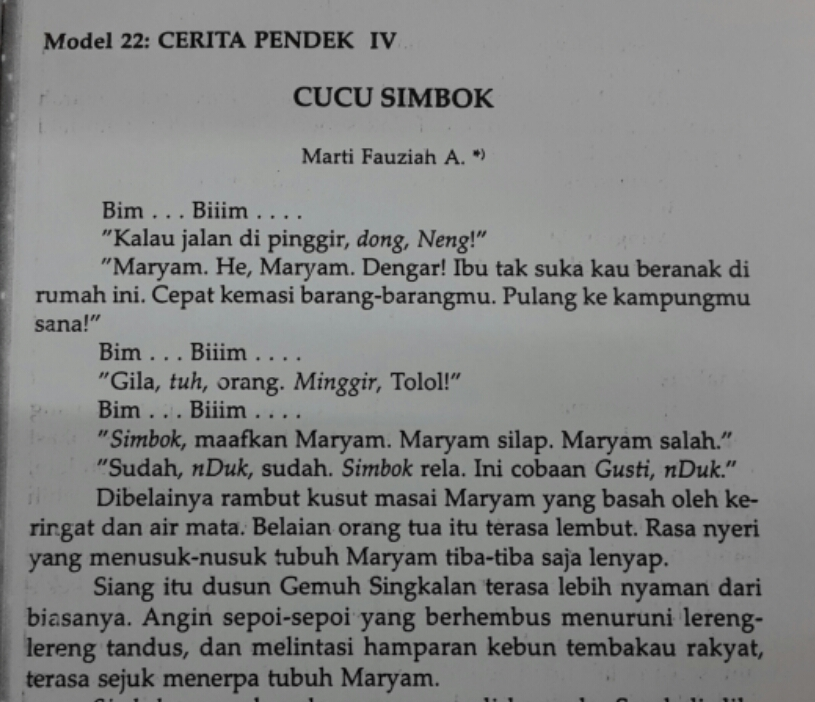 Model 22: CERITA PENDEK IV
CUCU SIMBOK
Marti Fauziah A. *)
Bim . . . Biiim . . . .
"Kalau jalan di pinggir, dong, Neng!"
"Maryam. He, Maryam. Dengar! Ibu tak suka kau beranak di
rumah ini. Cepat kemasi barang-barangmu. Pulang ke kampungmu
sana!"
Bim . . . Biiim . . . .
"Gila, tuh, orang. Minggir, Tolol!"
Bim . . . Biiim . . . .
"Simbok, maafkan Maryam. Maryam silap. Maryam salah."
"Sudah, nDuk, sudah. Simbok rela. Ini cobaan Gusti, nDuk."
Dibelainya rambut kusut masai Maryam yang basah oleh ke-
ringat dan air mata. Belaian orang tua itu terasa lembut. Rasa nyeri
yang menusuk-nusuk tubuh Maryam tiba-tiba saja lenyap.
Siang itu dusun Gemuh Singkalan terasa lebih nyaman dari
biasanya. Angin sepoi-sepoi yang berhembus menuruni lereng-
lereng tandus, dan melintasi hamparan kebun tembakau rakyat,
terasa sejuk menerpa tubuh Maryam.